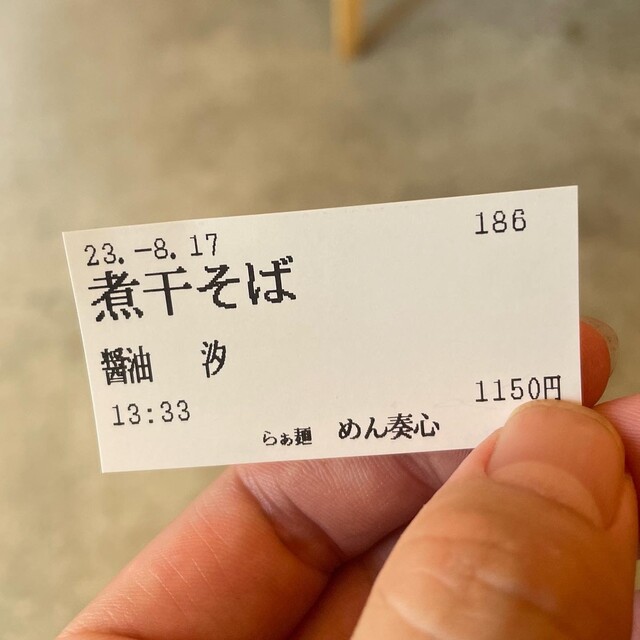 186
23.-8.17
煮干そば
醤油 汐
1150円
13:33
らぁ麺 めん奏心